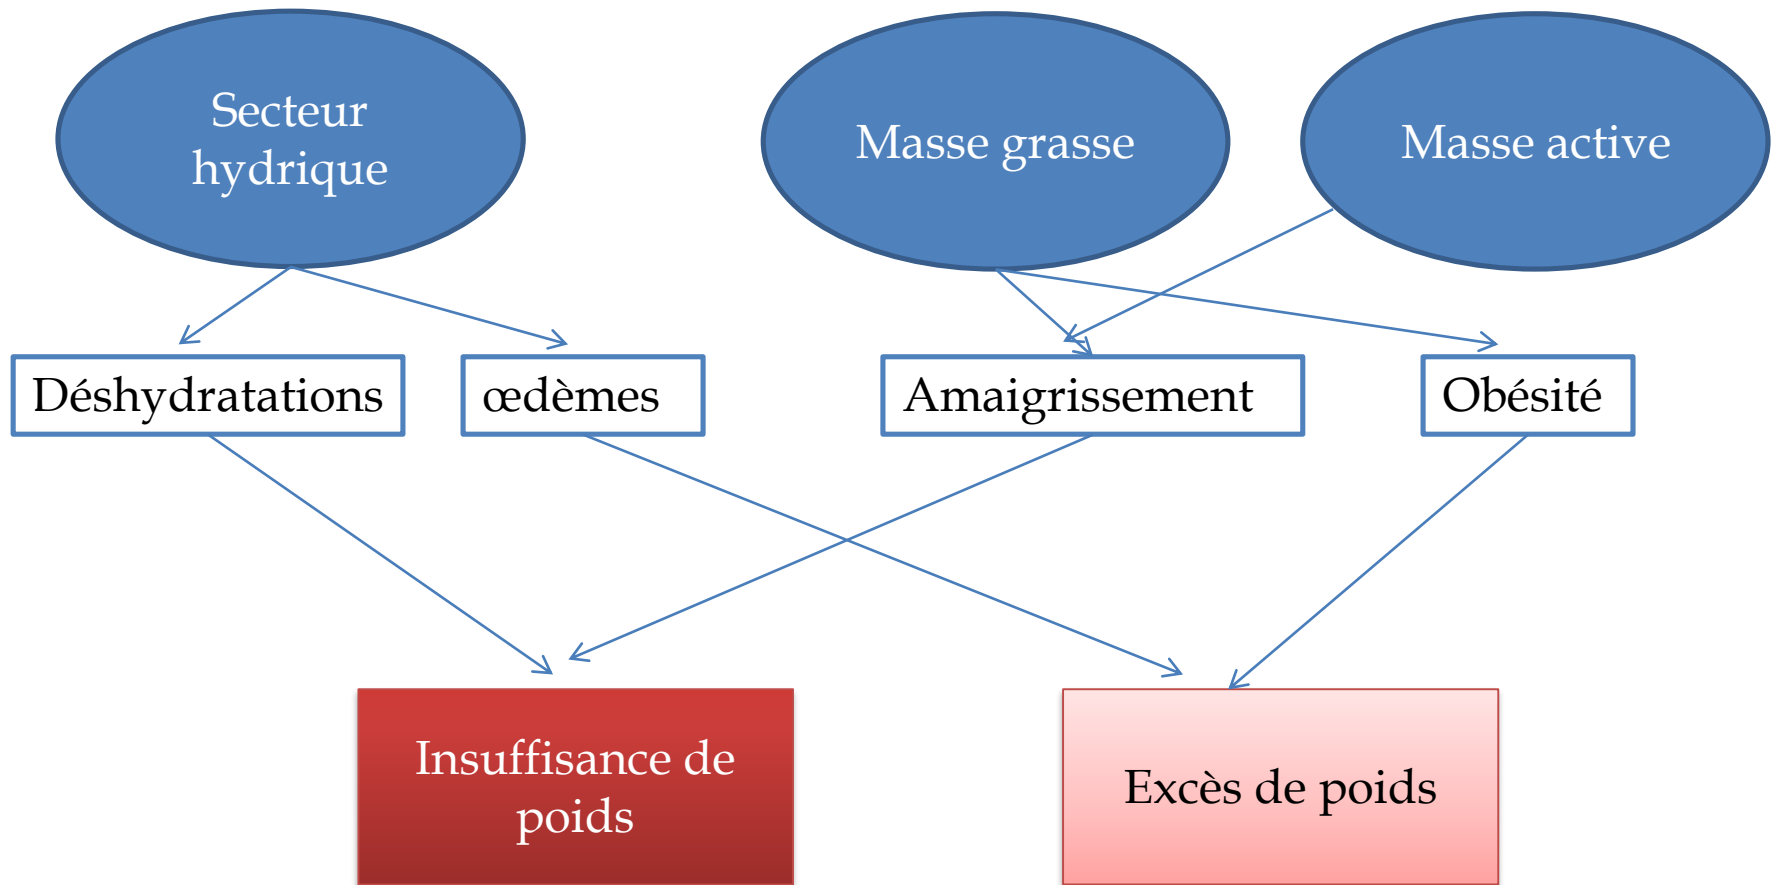 Secteur
hydrique
Masse grasse
Masse active
Déshydratations
œdèmes
Amaigrissement
Obésité
Insuffisance de
poids
Excès de poids